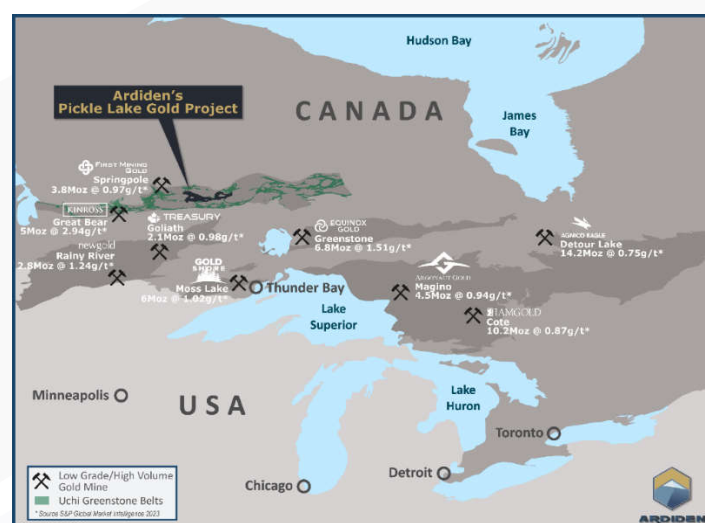 Hudson Bay
Ardiden's
Pickle Lake Gold Project
CANADA
James
Bay
FIRST MINING
GOLD
Springpole
3.8Moz @ 0.97g/t*
KINROSS
Great Bear
5Moz @ 2.94g/t*
TREASURY
Goliath
2.1Moz @ 0.98g/t*
EQUINOX
GOLD
Greenstone
6.8Moz @ 1.51g/t*
AGNICO EAGLE
Detour Lake
14.2Moz @ 0.75g/t*
newgold
Rainy River
2.8Moz @ 1.24g/t*
GOLD
SHORE
Moss Lake
6Moz @ 1.02g/t*
Thunder Bay
ARGONAUT GOLD
Magino
4.5Moz @ 0.94g/t*
IAMGOLD
Cote
10.2Moz @ 0.87g/t*
Lake
Superior
Minneapolis
USA
Lake
Huron
Toronto
Detroit
Chicago
Low Grade/High Volume
Gold Mine
Uchi Greenstone Belts
* Source S&P Global Market Intelligence 2023
ARDIDEN